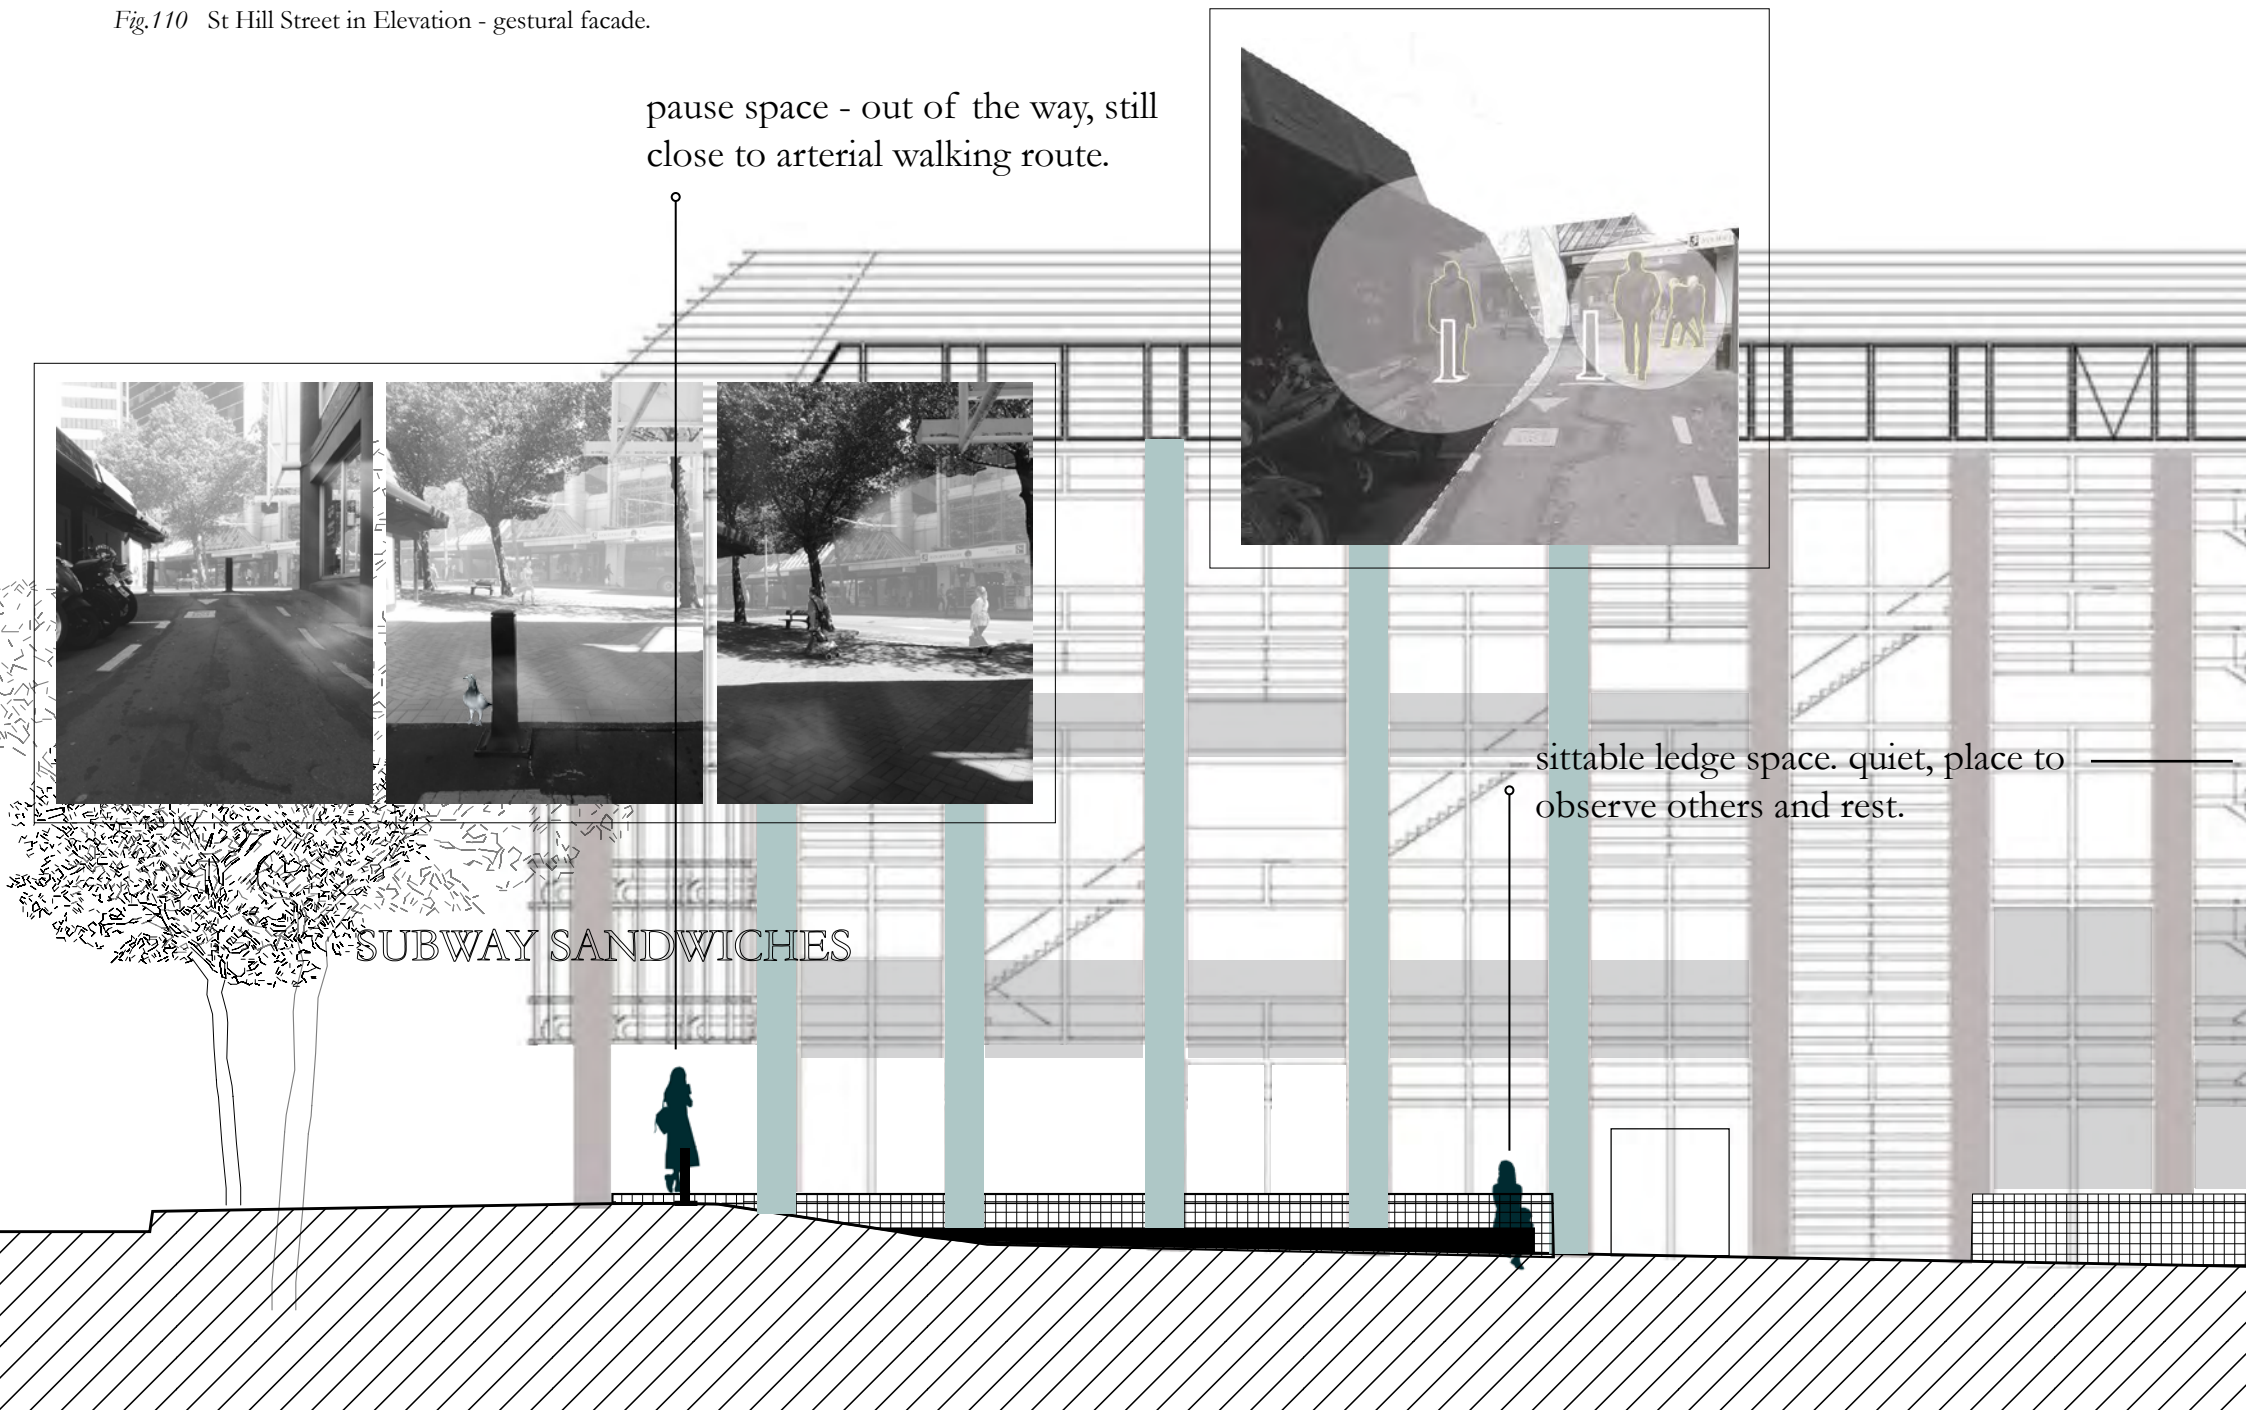 Fig.110 St Hill Street in Elevation - gestural facade.
pause space - out of the way, still
close to arterial walking route.
sittable ledge space. quiet, place to
observe others and rest.
SUBWAY SANDWICHES